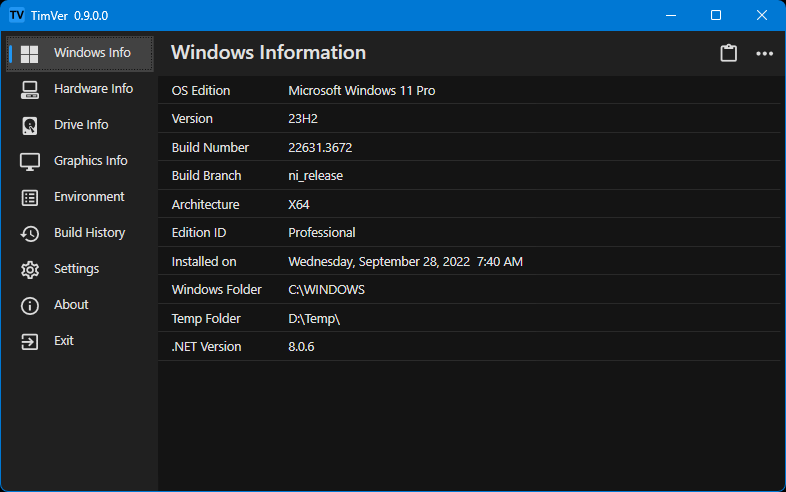 TV TimVer 0.9.0.0
Windows Info
Hardware Info
Drive Info
Graphics Info
Environment
Build History
Settings
About
Exit
Windows Information
OS Edition Microsoft Windows 11 Pro
Version 23H2
Build Number 22631.3672
Build Branch ni_release
Architecture X64
Edition ID Professional
Installed on Wednesday, September 28, 2022 7:40 AM
Windows Folder C:\WINDOWS
Temp Folder D:\Temp\
.NET Version 8.0.6